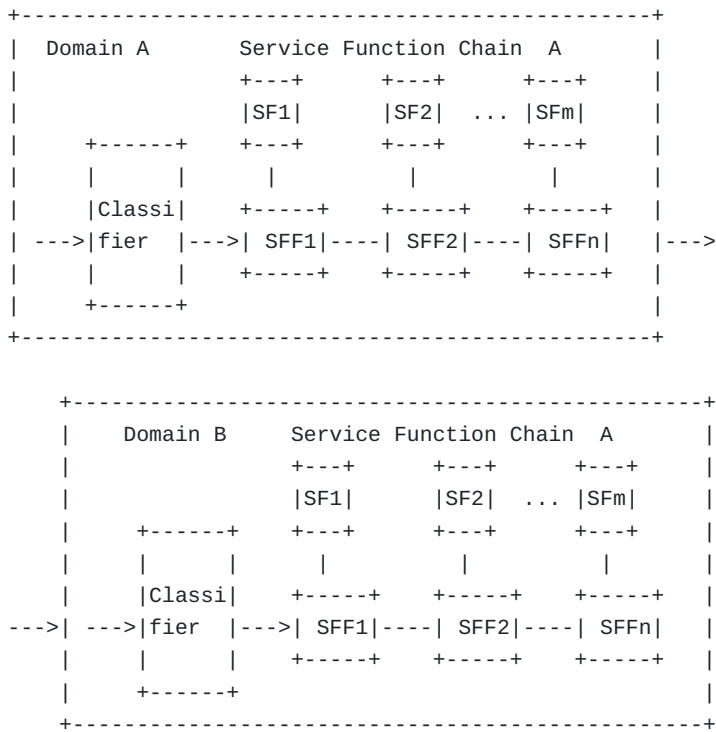 Domain A Service Function Chain A
SF1 SF2 ... SFm
Classi
fier SFF1 SFF2 SFFn
Domain B Service Function Chain A
SF1 SF2 ... SFm
Classi
fier SFF1 SFF2 SFFn